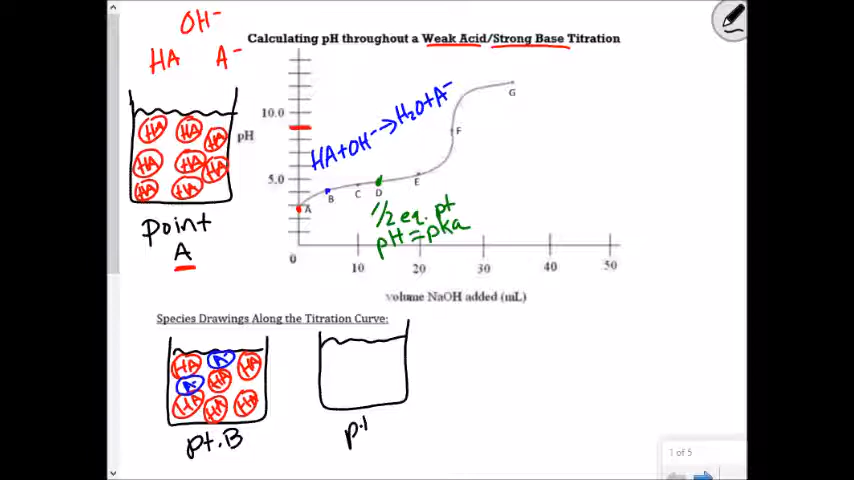 OH-
HA A-
Calculating pH throughout a Weak Acid/Strong Base Titration
HA HA HA
HA HA HA
HA HA
point
A
pH
10.0
5.0
0
10
20
30
40
50
A
B
C
D
E
F
G
HA+OH-→H2O+A-
1/2 eq. pt
pH=pka
volume NaOH added (mL)
Species Drawings Along the Titration Curve:
HA A- HA
A- HA
HA HA HA
pt.B
1 of 5